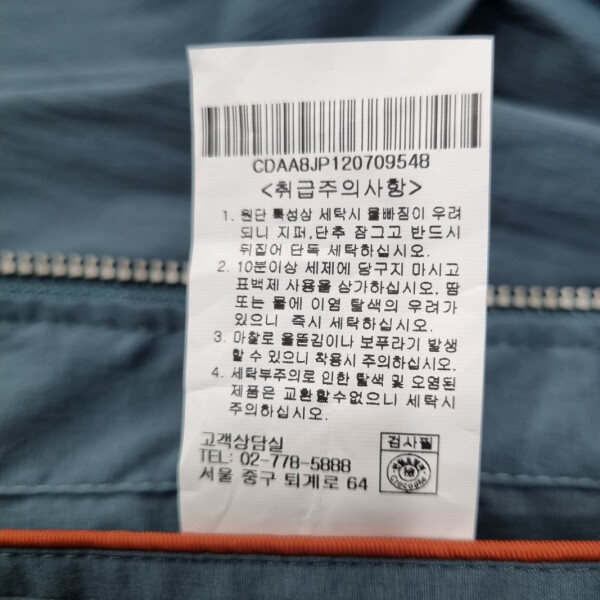 CDAA8JP120709548
<취급주의사항>
1. 원단 특성상 세탁시 물빠짐이 우려
되니 지퍼,단추 잠그고 반드시
뒤집어 단독 세탁하십시오.
2. 10분이상 세제에 담구지 마시고
표백제 사용을 삼가하십시오. 땀
또는 물에 이염 탈색의 우려가
있으니 즉시 세탁하십시오.
3. 마찰로 올뜯김이나 보푸라기 발생
할 수 있으니 착용시 주의하십시오.
4. 세탁부주의로 인한 탈색 및 오염된
제품은 교환할수없으니 세탁시
주의하십시오.
고객상담실
TEL: 02-778-5888
서울 중구 퇴계로 64
검사필